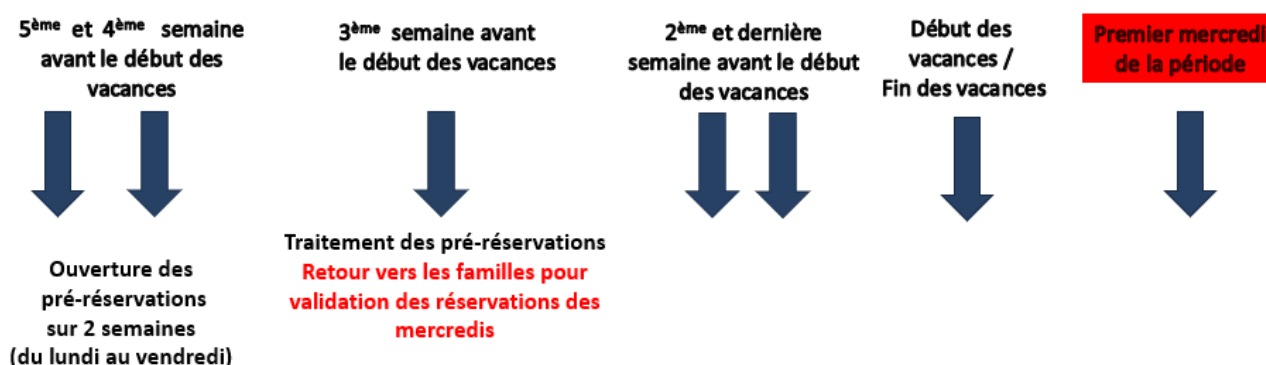 5ème et 4ème semaine
avant le début des
vacances
3ème semaine avant
le début des vacances
2ème et dernière
semaine avant le début
des vacances
Début des
vacances /
Fin des vacances
Premier mercredi
de la période
Ouverture des
pré-réservations
sur 2 semaines
(du lundi au vendredi)
Traitement des pré-réservations
Retour vers les familles pour
validation des réservations des
mercredis